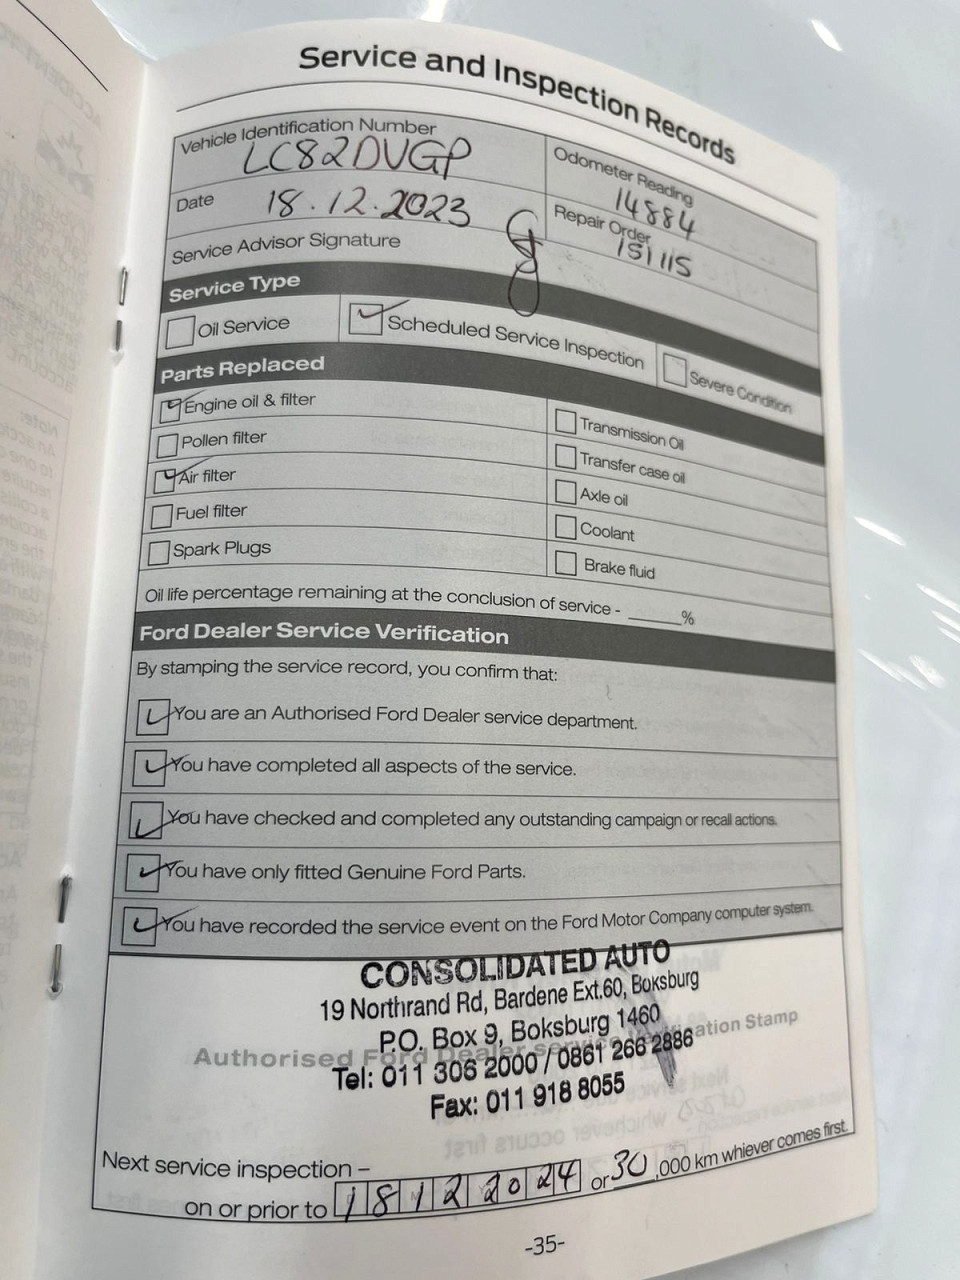 Service and Inspection Records
Vehicle Identification Number
LC82DVGP
Odometer Reading
14884
Date 18.12.2023
Repair Order
151115
Service Advisor Signature
Service Type
Oil Service
Scheduled Service Inspection
Severe Condition
Parts Replaced
Engine oil & filter
Transmission Oil
Pollen filter
Transfer case oil
Air filter
Axle oil
Fuel filter
Coolant
Spark Plugs
Brake fluid
Oil life percentage remaining at the conclusion of service - ______%
Ford Dealer Service Verification
By stamping the service record, you confirm that:
You are an Authorised Ford Dealer service department.
You have completed all aspects of the service.
You have checked and completed any outstanding campaign or recall actions.
You have only fitted Genuine Ford Parts.
You have recorded the service event on the Ford Motor Company computer system.
CONSOLIDATED AUTO
19 Northrand Rd, Bardene Ext.60, Boksburg
P.O. Box 9, Boksburg 1460
Authorised Ford Dealer service Verification Stamp
Tel: 011 306 2000 / 0861 266 2886
Fax: 011 918 8055
Next service inspection –
on or prior to 18 12 2024 or 30,000 km whiever comes first.
-35-